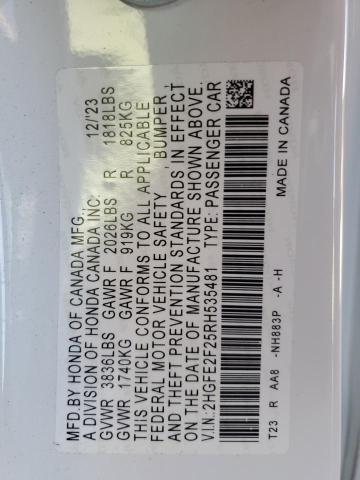 MFD. BY HONDA OF CANADA MFG., 12/'23
A DIVISION OF HONDA CANADA INC.
GVWR 3836LBS GAWR F 2026LBS R 1818LBS
GVWR 1740KG GAWR F 919KG R 825KG
THIS VEHICLE CONFORMS TO ALL APPLICABLE
FEDERAL MOTOR VEHICLE SAFETY , BUMPER ,
AND THEFT PREVENTION STANDARDS IN EFFECT
ON THE DATE OF MANUFACTURE SHOWN ABOVE.
V.I.N.:2HGFE2F25RH535481 TYPE: PASSENGER CAR
T23 R AA8 -NH883P -A -H MADE IN CANADA